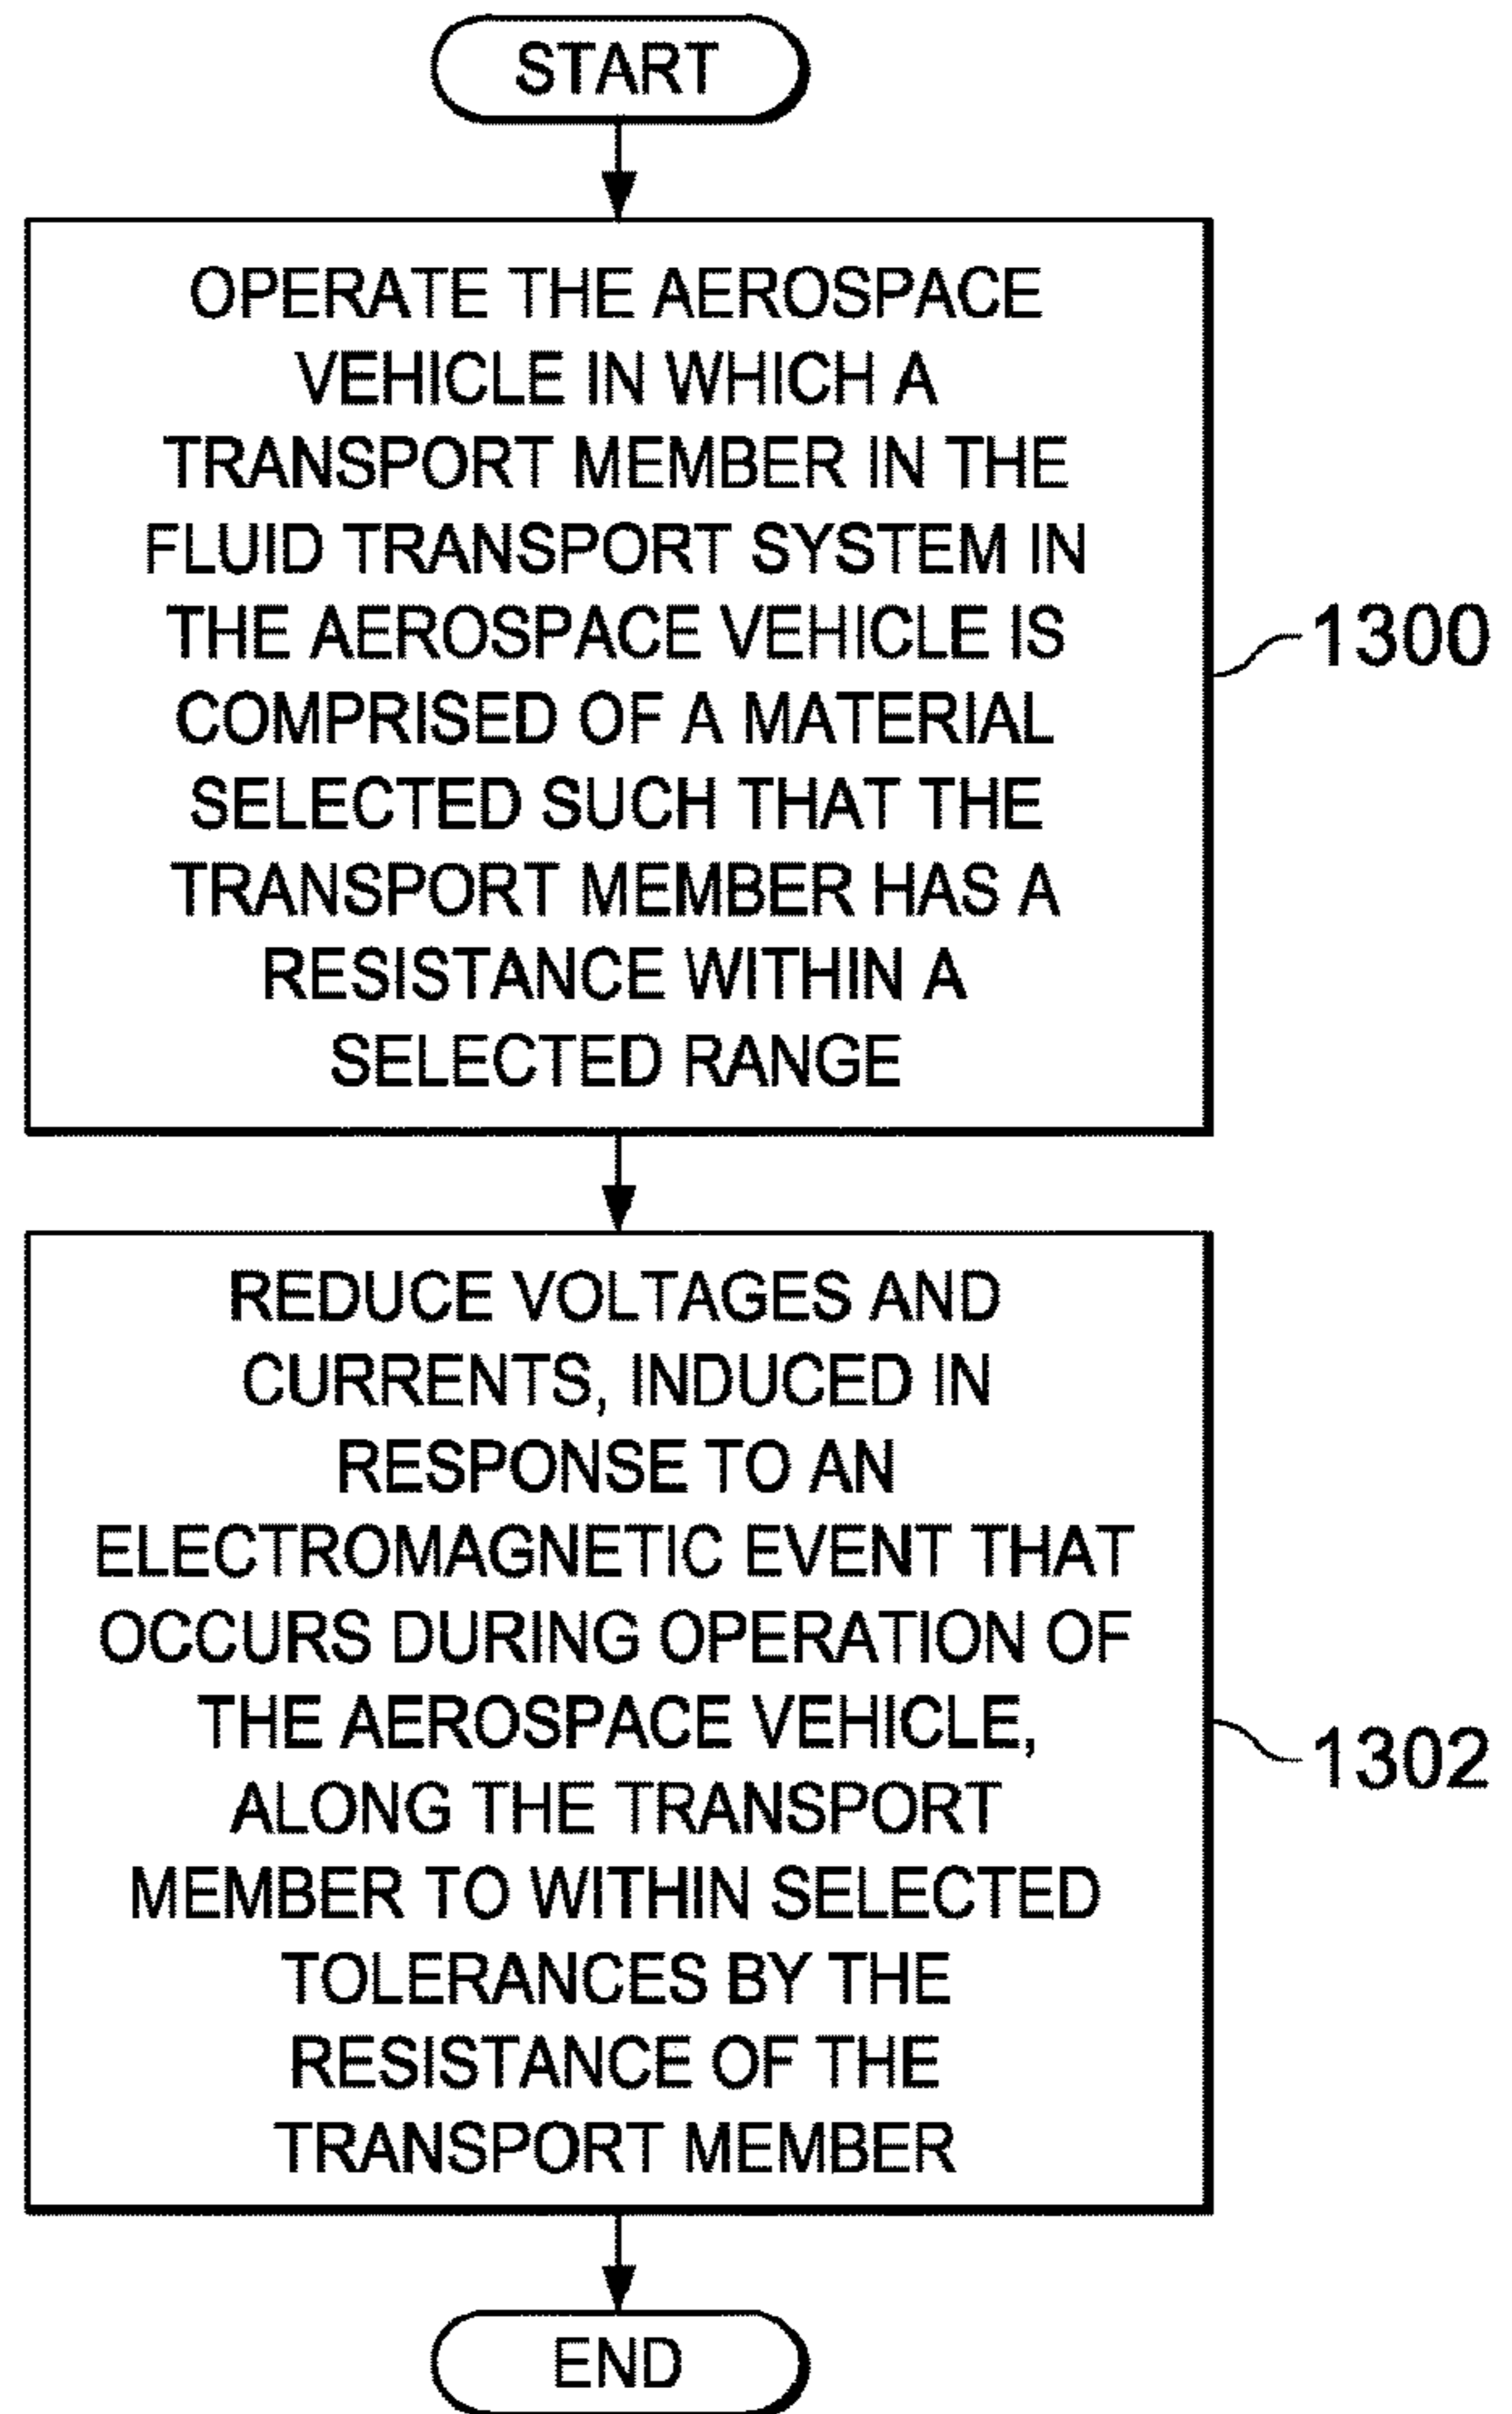 START
OPERATE THE AEROSPACE
VEHICLE IN WHICH A
TRANSPORT MEMBER IN THE
FLUID TRANSPORT SYSTEM IN
THE AEROSPACE VEHICLE IS
COMPRISED OF A MATERIAL
SELECTED SUCH THAT THE
TRANSPORT MEMBER HAS A
RESISTANCE WITHIN A
SELECTED RANGE
1300
REDUCE VOLTAGES AND
CURRENTS, INDUCED IN
RESPONSE TO AN
ELECTROMAGNETIC EVENT THAT
OCCURS DURING OPERATION OF
THE AEROSPACE VEHICLE,
ALONG THE TRANSPORT
MEMBER TO WITHIN SELECTED
TOLERANCES BY THE
RESISTANCE OF THE
TRANSPORT MEMBER
1302
END